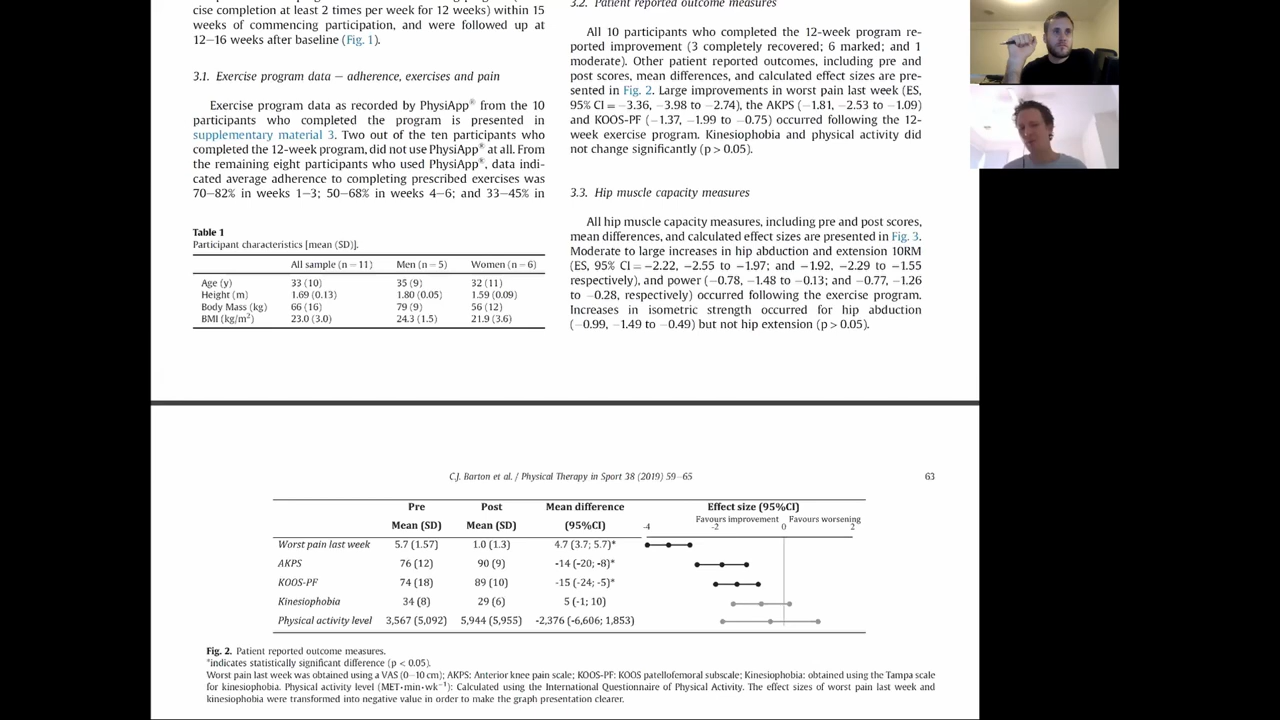 cise completion at least 2 times per week for 12 weeks) within 15
weeks of commencing participation, and were followed up at
12–16 weeks after baseline (Fig. 1).
3.1. Exercise program data — adherence, exercises and pain
Exercise program data as recorded by PhysiApp® from the 10
participants who completed the program is presented in
supplementary material 3. Two out of the ten participants who
completed the 12-week program, did not use PhysiApp® at all. From
the remaining eight participants who used PhysiApp®, data indi-
cated average adherence to completing prescribed exercises was
70–82% in weeks 1–3; 50–68% in weeks 4–6; and 33–45% in
Table 1
Participant characteristics [mean (SD)].
All sample (n = 11) Men (n = 5) Women (n = 6)
Age (y) 33 (10) 35 (9) 32 (11)
Height (m) 1.69 (0.13) 1.80 (0.05) 1.59 (0.09)
Body Mass (kg) 66 (16) 79 (9) 56 (12)
BMI (kg/m²) 23.0 (3.0) 24.3 (1.5) 21.9 (3.6)
3.2. Patient reported outcome measures
All 10 participants who completed the 12-week program re-
ported improvement (3 completely recovered; 6 marked; and 1
moderate). Other patient reported outcomes, including pre and
post scores, mean differences, and calculated effect sizes are pre-
sented in Fig. 2. Large improvements in worst pain last week (ES,
95% CI = −3.36, −3.98 to −2.74), the AKPS (−1.81, −2.53 to −1.09)
and KOOS-PF (−1.37, −1.99 to −0.75) occurred following the 12-
week exercise program. Kinesiophobia and physical activity did
not change significantly (p > 0.05).
3.3. Hip muscle capacity measures
All hip muscle capacity measures, including pre and post scores,
mean differences, and calculated effect sizes are presented in Fig. 3.
Moderate to large increases in hip abduction and extension 10RM
(ES, 95% CI = −2.22, −2.55 to −1.97; and −1.92, −2.29 to −1.55
respectively), and power (−0.78, −1.48 to −0.13; and −0.77, −1.26
to −0.28, respectively) occurred following the exercise program.
Increases in isometric strength occurred for hip abduction
(−0.99, −1.49 to −0.49) but not hip extension (p > 0.05).
C.J. Barton et al. / Physical Therapy in Sport 38 (2019) 59–65 63
Pre Post Mean difference Effect size (95%CI)
Mean (SD) Mean (SD) (95%CI)
Favours improvement Favours worsening
-4 -2 0 2
Worst pain last week 5.7 (1.57) 1.0 (1.3) 4.7 (3.7; 5.7)*
AKPS 76 (12) 90 (9) -14 (-20; -8)*
KOOS-PF 74 (18) 89 (10) -15 (-24; -5)*
Kinesiophobia 34 (8) 29 (6) 5 (-1; 10)
Physical activity level 3,567 (5,092) 5,944 (5,955) -2,376 (-6,606; 1,853)
Fig. 2. Patient reported outcome measures.
*indicates statistically significant difference (p < 0.05).
Worst pain last week was obtained using a VAS (0–10 cm); AKPS: Anterior knee pain scale; KOOS-PF: KOOS patellofemoral subscale; Kinesiophobia: obtained using the Tampa scale
for kinesiophobia. Physical activity level (MET·min·wk⁻¹): Calculated using the International Questionnaire of Physical Activity. The effect sizes of worst pain last week and
kinesiophobia were transformed into negative value in order to make the graph presentation clearer.